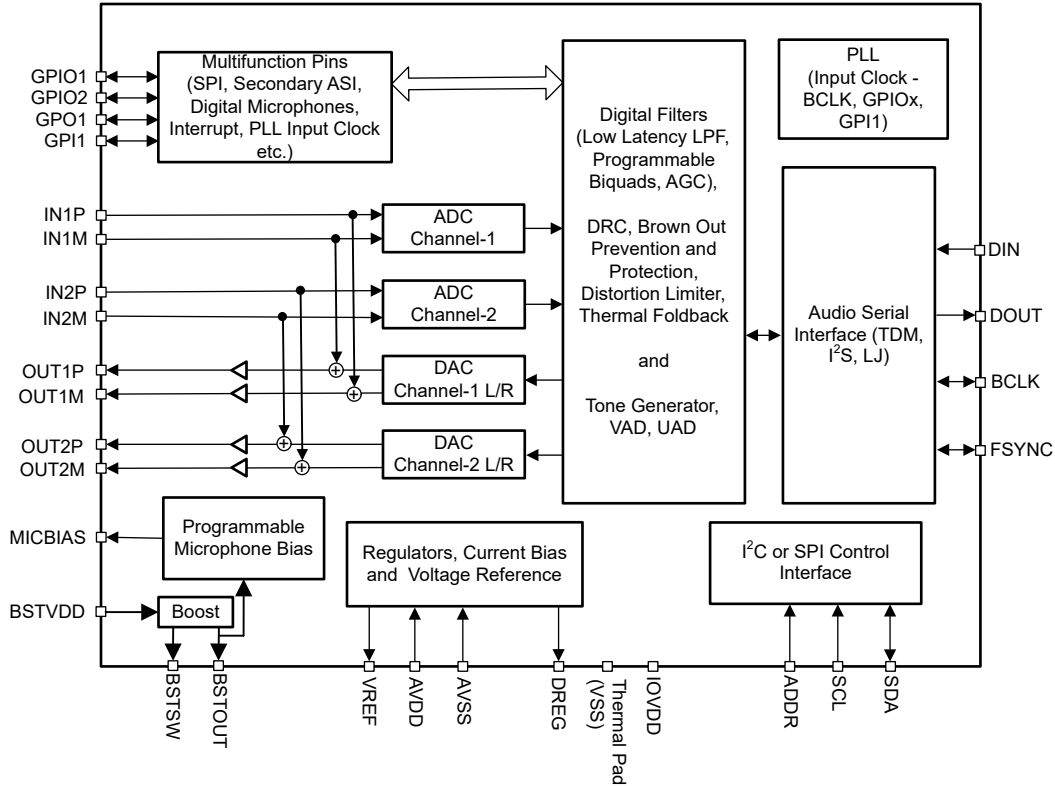 GPIO1
GPIO2
GPO1
GPI1
Multifunction Pins
(SPI, Secondary ASI,
Digital Microphones,
Interrupt, PLL Input Clock
etc.)
Digital Filters
(Low Latency LPF,
Programmable
Biquads, AGC),
DRC, Brown Out
Prevention and
Protection,
Distortion Limiter,
Thermal Foldback
and
Tone Generator,
VAD, UAD
PLL
(Input Clock -
BCLK, GPIOx,
GPI1)
IN1P
IN1M
ADC
Channel-1
IN2P
IN2M
ADC
Channel-2
OUT1P
OUT1M
DAC
Channel-1 L/R
OUT2P
OUT2M
DAC
Channel-2 L/R
Audio Serial
Interface (TDM,
I²S, LJ)
DIN
DOUT
BCLK
FSYNC
MICBIAS
Programmable
Microphone Bias
Regulators, Current Bias
and Voltage Reference
I²C or SPI Control
Interface
BSTVDD
Boost
BSTSW
BSTOUT
VREF
AVDD
AVSS
DREG
Thermal Pad
(VSS)
IOVDD
ADDR
SCL
SDA